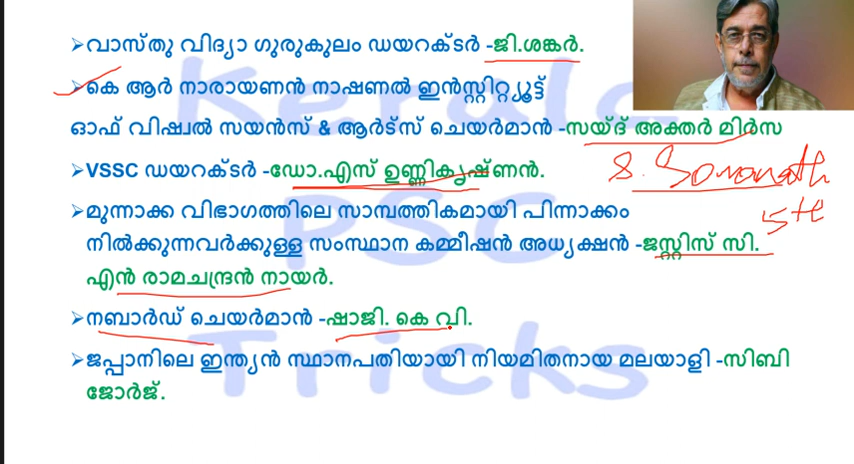 ➢വാസ്തു വിദ്യാ ഗുരുകുലം ഡയറക്ടർ -ജി.ശങ്കർ.
➢കെ ആർ നാരായണൻ നാഷണൽ ഇൻസ്റ്റിറ്റ്യൂട്ട്
ഓഫ് വിഷ്വൽ സയൻസ് & ആർട്സ് ചെയർമാൻ -സയ്ദ് അക്തർ മിർസ
➢VSSC ഡയറക്ടർ -ഡോ.എസ് ഉണ്ണികൃഷ്ണൻ.
S. Somanath
5th
➢മുന്നാക്ക വിഭാഗത്തിലെ സാമ്പത്തികമായി പിന്നാക്കം
നിൽക്കുന്നവർക്കുള്ള സംസ്ഥാന കമ്മീഷൻ അധ്യക്ഷൻ -ജസ്റ്റിസ് സി.
എൻ രാമചന്ദ്രൻ നായർ.
➢നബാർഡ് ചെയർമാൻ -ഷാജി. കെ വി.
➢ജപ്പാനിലെ ഇന്ത്യൻ സ്ഥാനപതിയായി നിയമിതനായ മലയാളി -സിബി
ജോർജ്.
Kerala
PSC
Tricks